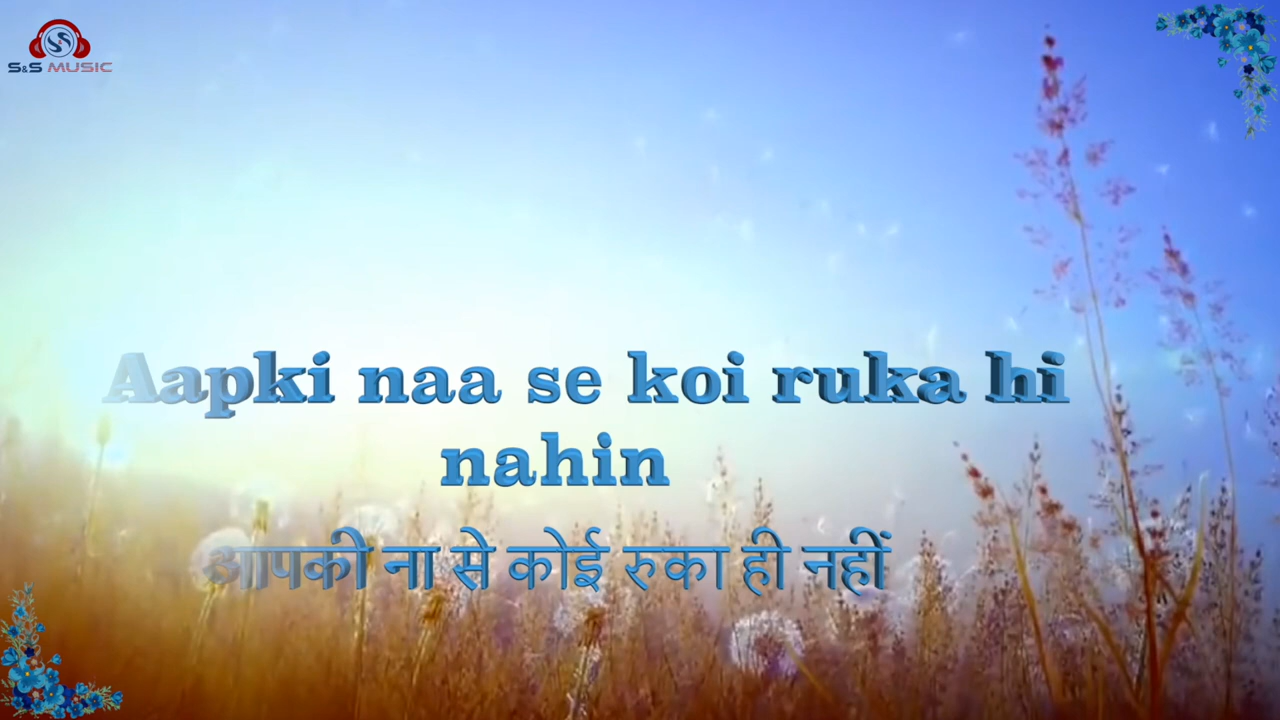 S&S MUSIC
Aapki naa se koi ruka hi
nahin
आपकी ना से कोई रुका ही नहीं